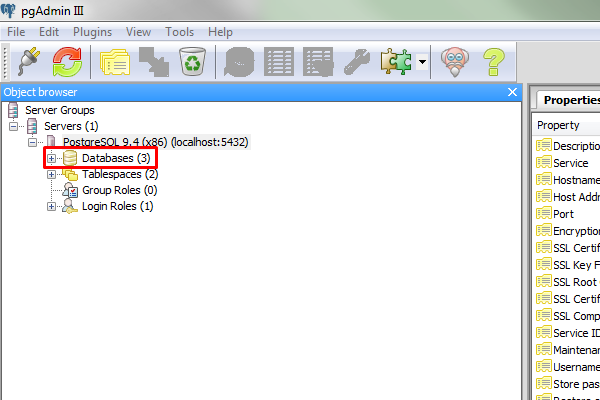 pgAdmin III
File Edit Plugins View Tools Help
Object browser
Server Groups
Servers (1)
PostgreSQL 9.4 (x86) (localhost:5432)
Databases (3)
Tablespaces (2)
Group Roles (0)
Login Roles (1)
Properties
Property
Descriptio
Service
Hostname
Host Addr
Port
Encryption
SSL Certif
SSL Key F
SSL Root
SSL Certif
SSL Comp
Service ID
Maintenan
Username
Store pas